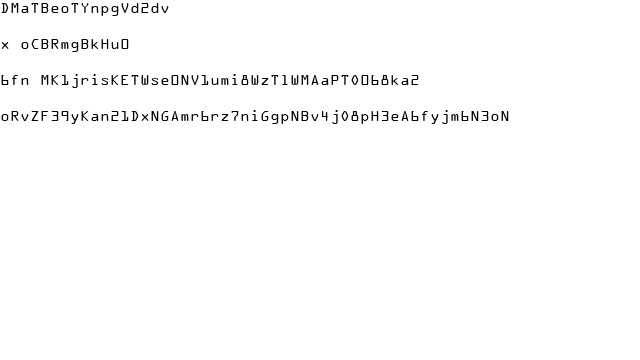 DMaTBeoTYnpgVd2dv
x oCBRmgBkHuO
6fn MK1jrisKETWseONV1umi8WzT1WMAaPT0O68ka2
oRvZF39yKan21DxNGAmr6rz7niGgpNBv4j08pH3eA6fyjm6N3oN